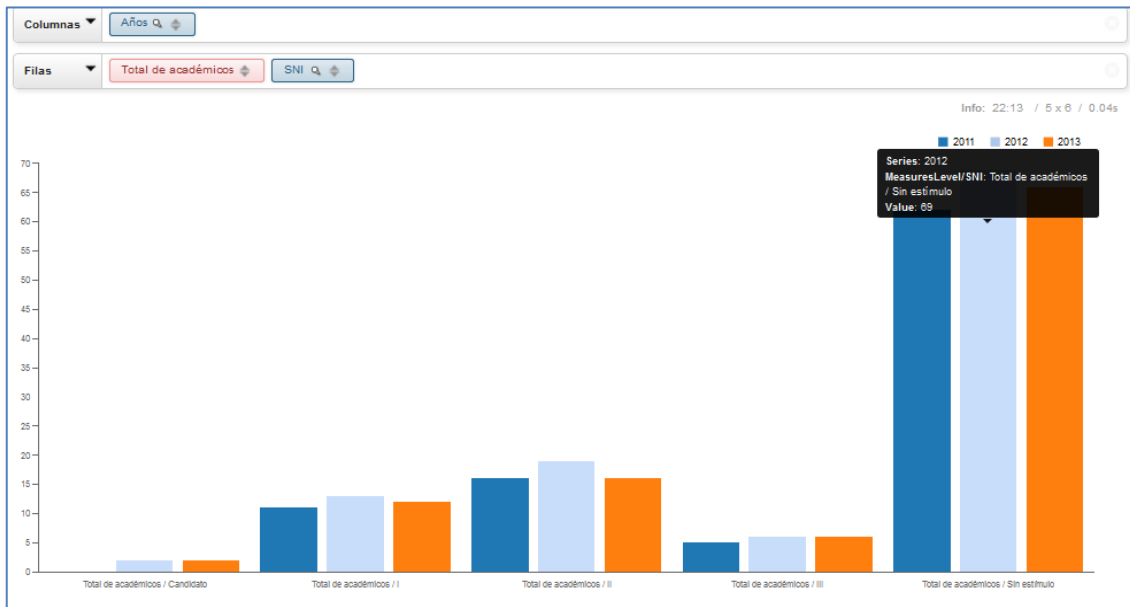 Columnas Años
Filas Total de académicos SNI
Info: 22:13 / 5 x 6 / 0.04s
2011 2012 2013
Series: 2012
MeasuresLevel/SNI: Total de académicos
/ Sin estímulo
Value: 69
70
65
60
55
50
45
40
35
30
25
20
15
10
5
0
Total de académicos / Candidato
Total de académicos / I
Total de académicos / II
Total de académicos / III
Total de académicos / Sin estímulo